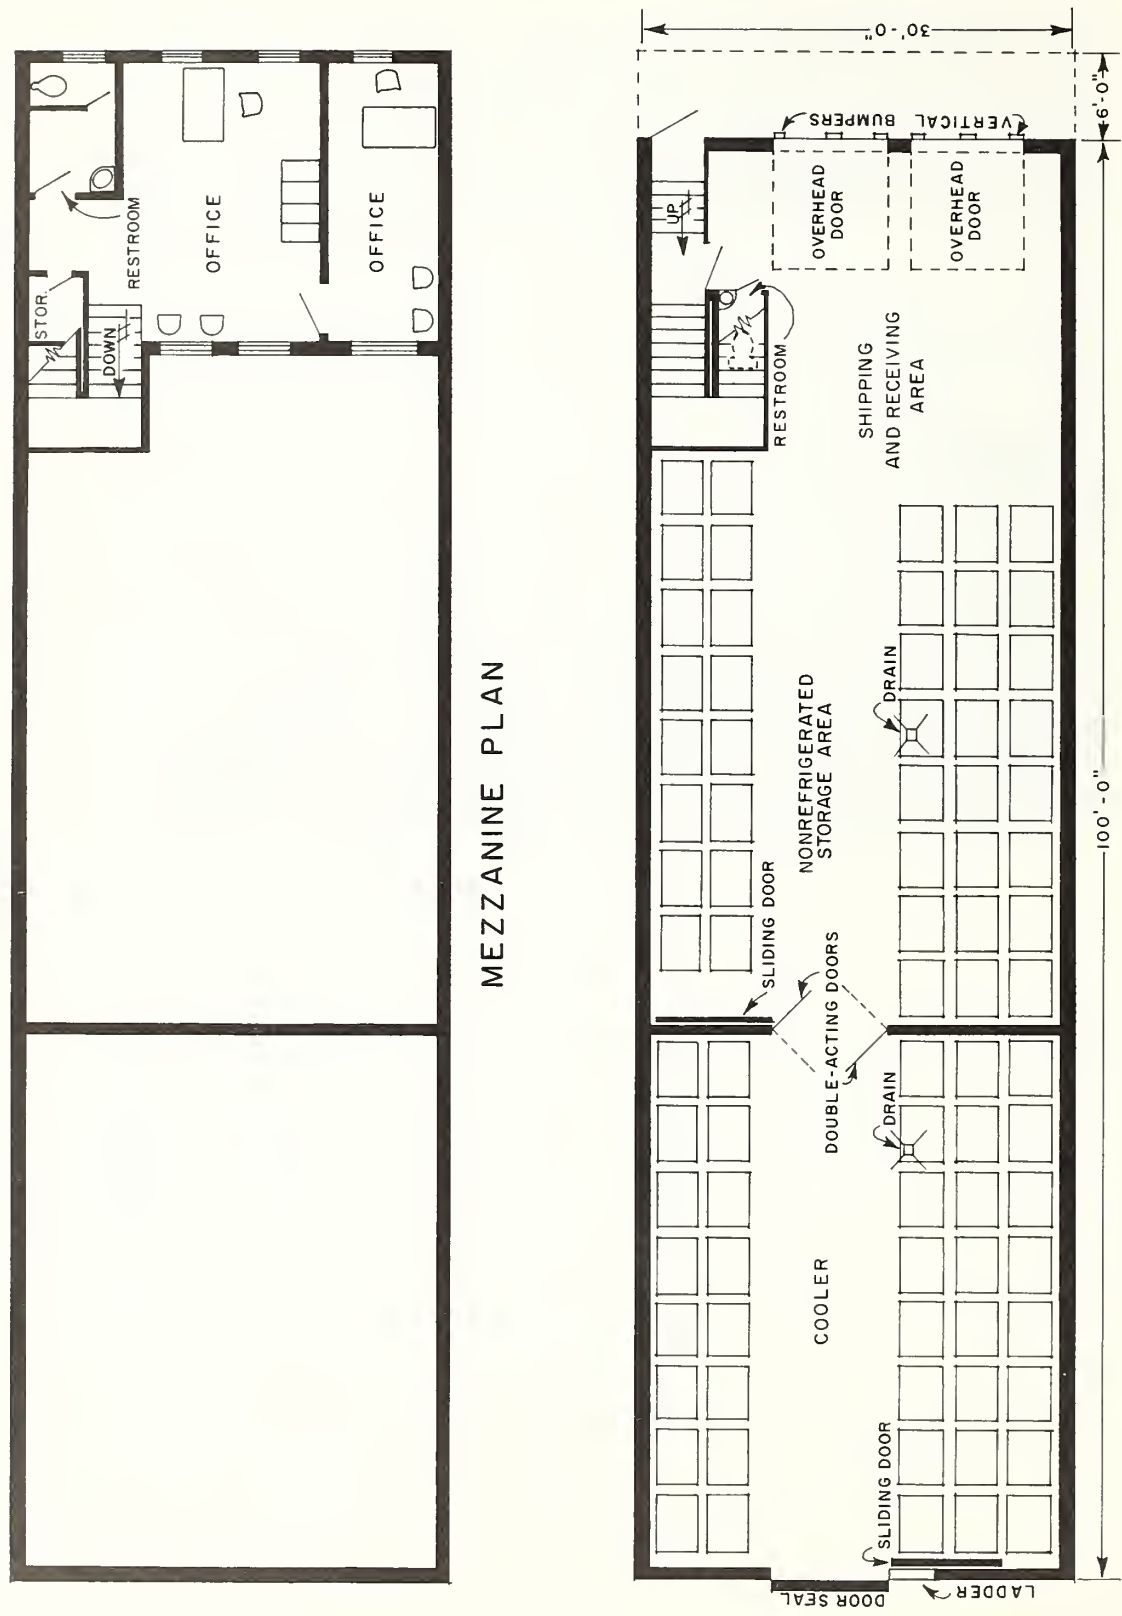 RESTROOM
STOR.
DOWN
OFFICE
OFFICE
MEZZANINE PLAN
30'-0"
6'-0"
100'-0"
VERTICAL BUMPERS
UP
OVERHEAD
DOOR
OVERHEAD
DOOR
RESTROOM
SHIPPING
AND RECEIVING
AREA
DRAIN
NONREFRIGERATED
STORAGE AREA
SLIDING DOOR
DOUBLE-ACTING DOORS
DRAIN
COOLER
SLIDING DOOR
DOOR SEAL
LADDER